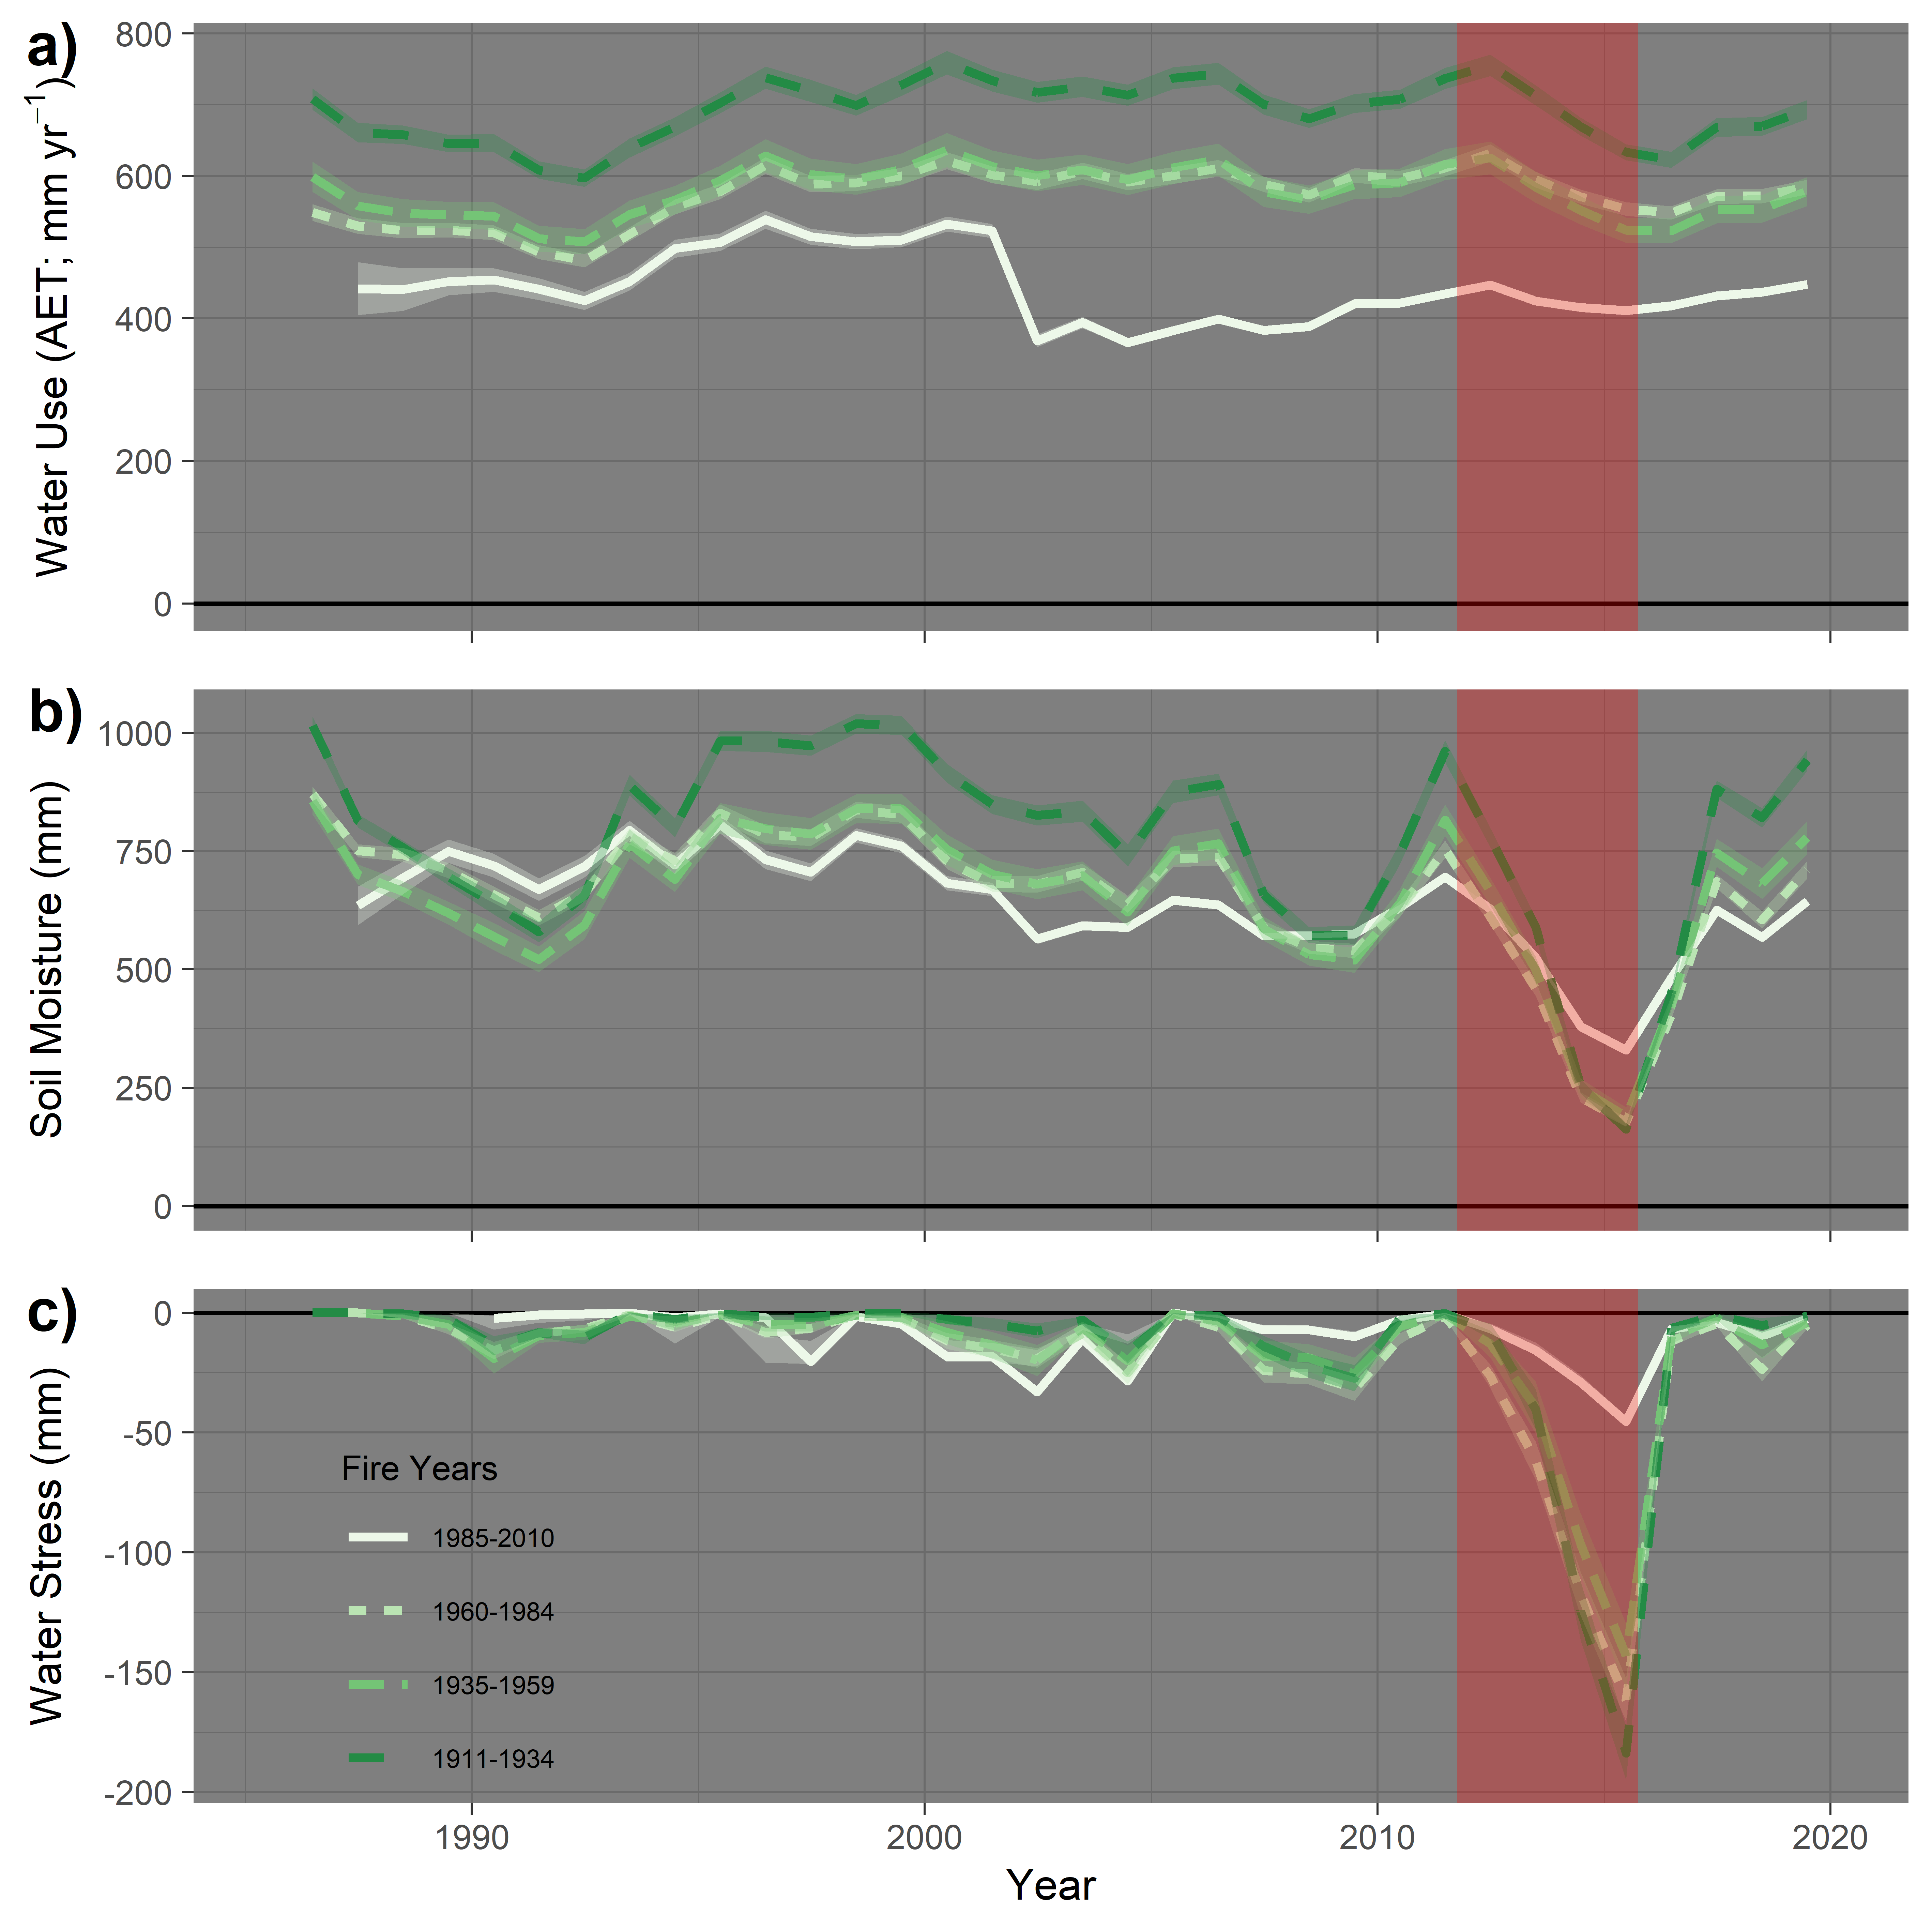 a)
Water Use (AET; mm yr⁻¹)
800
600
400
200
0
b)
Soil Moisture (mm)
1000
750
500
250
0
c)
Water Stress (mm)
0
-50
-100
-150
-200
Fire Years
1985-2010
1960-1984
1935-1959
1911-1934
1990
2000
2010
2020
Year